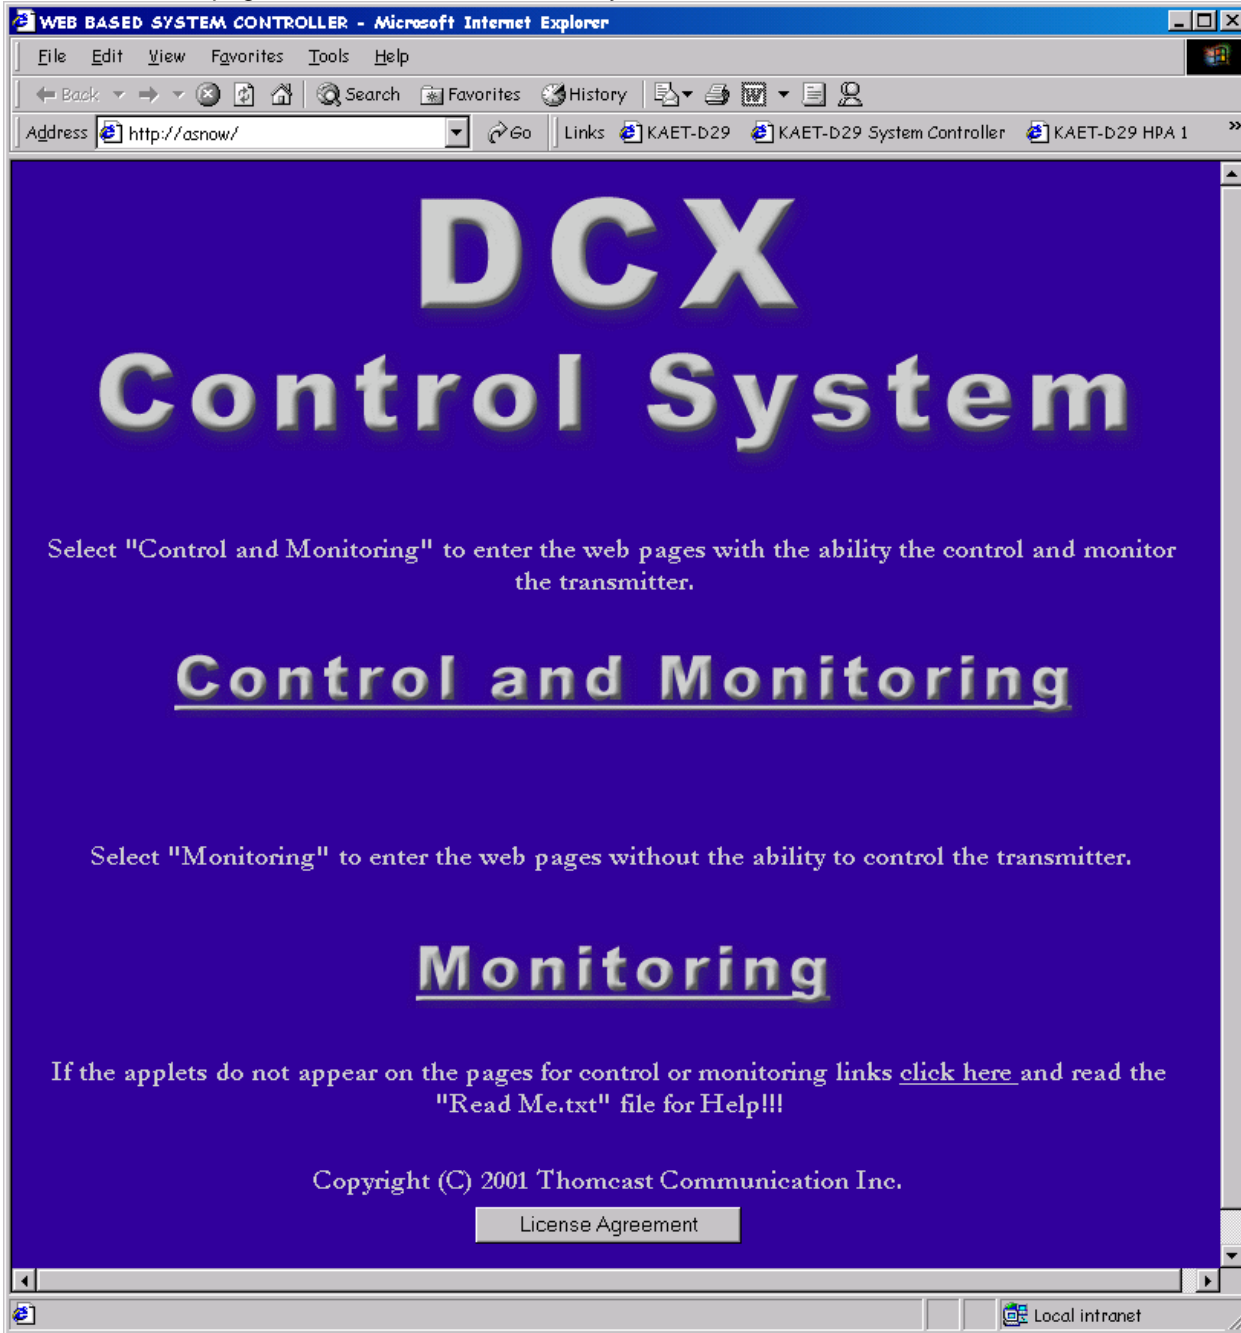 WEB BASED SYSTEM CONTROLLER - Microsoft Internet Explorer
File Edit View Favorites Tools Help
Back Search Favorites History
Address http://asnow/ Go Links KAET-D29 KAET-D29 System Controller KAET-D29 HPA 1 »
DCX
Control System
Select "Control and Monitoring" to enter the web pages with the ability the control and monitor
the transmitter.
Control and Monitoring
Select "Monitoring" to enter the web pages without the ability to control the transmitter.
Monitoring
If the applets do not appear on the pages for control or monitoring links click here and read the
"Read Me.txt" file for Help!!!
Copyright (C) 2001 Thomcast Communication Inc.
License Agreement
Local intranet